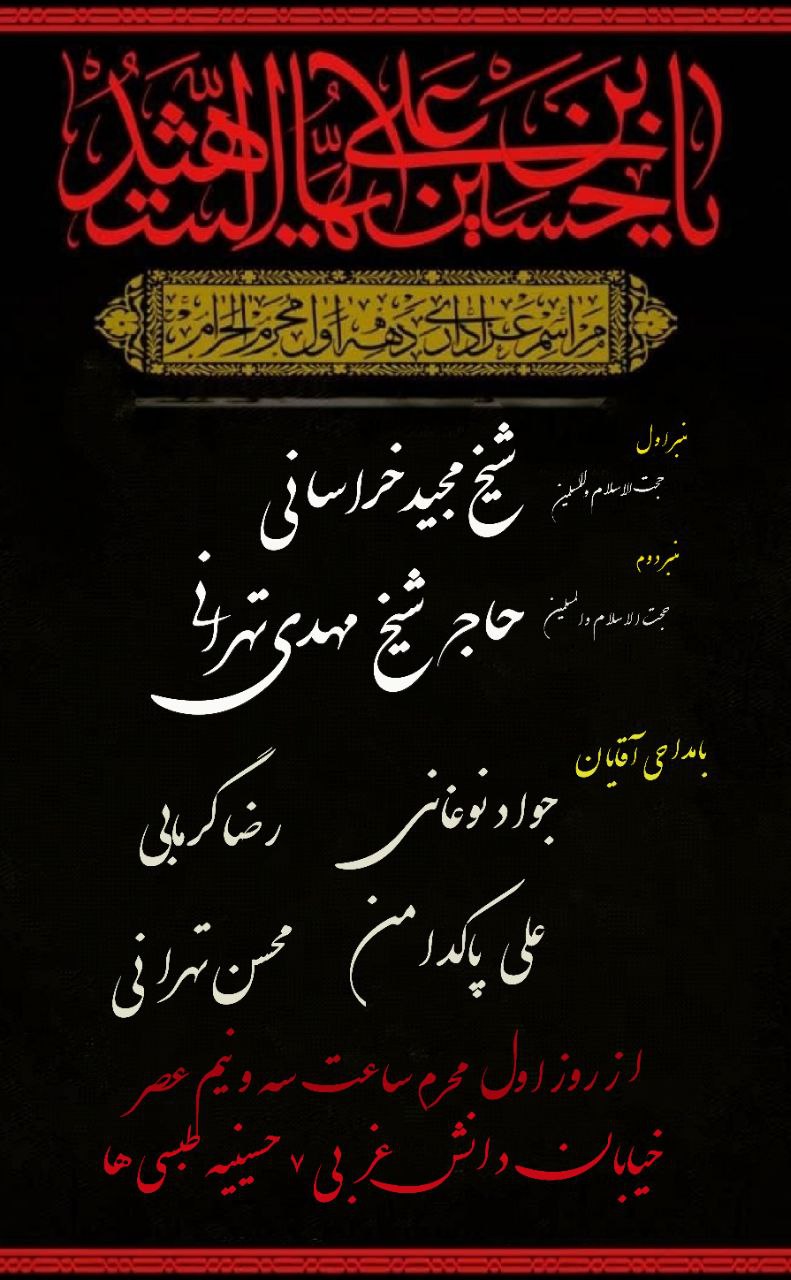 یا حسین بن علی ایها الشهید
مراسم عزاداری دهه اول محرم الحرام
منبر اول
حجت الاسلام والمسلمین
شیخ مجید خراسانی
منبر دوم
حجت الاسلام والمسلمین
حاج شیخ مهدی تهرانی
بامداحی آقایان
جواد نوغانی
رضا گرمابی
علی پاکدامن
محسن تهرانی
از روز اول محرم ساعت سه و نیم عصر
خیابان دانش غربی ۷ حسینیه طبسی ها